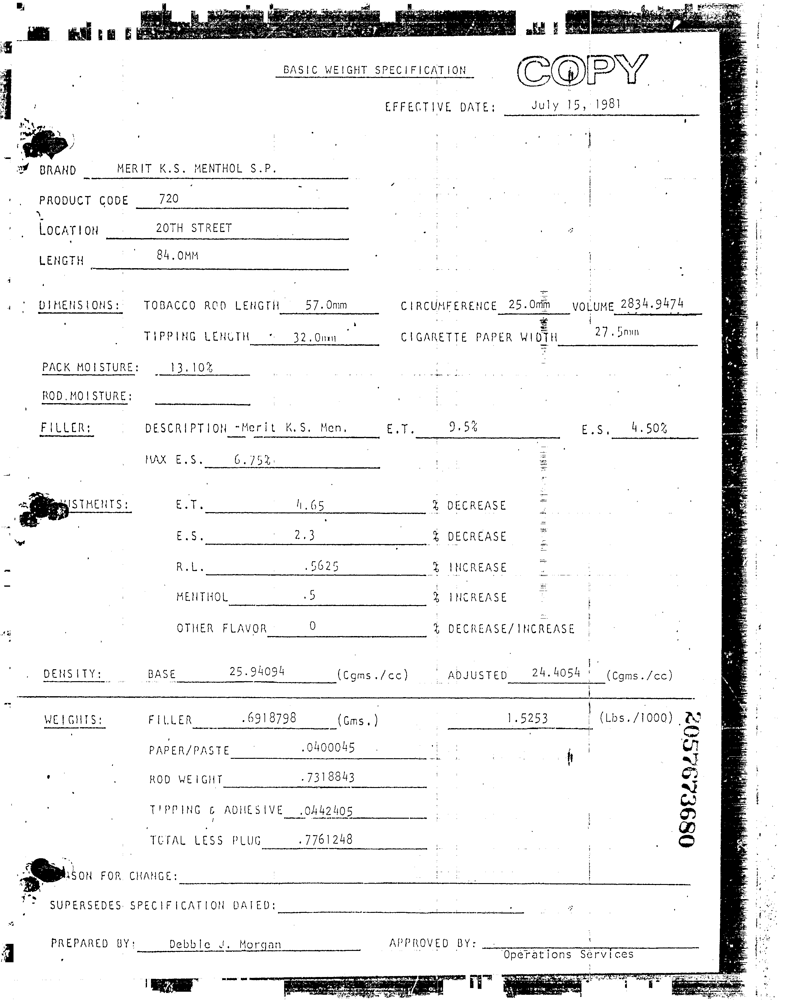 COPY
BASIC WEIGHT SPECIFICATION
EFFECTIVE DATE: July 15, 1981
BRAND MERIT K.S. MENTHOL S.P.
PRODUCT CODE 720
LOCATION 20TH STREET
LENGTH 84.0MM
DIMENSIONS: TOBACCO ROD LENGTH 57.0mm CIRCUMFERENCE 25.0mm VOLUME 2834.9474
TIPPING LENGTH 32.0mm CIGARETTE PAPER WIDTH 27.5mm
PACK MOISTURE: 13.10%
ROD MOISTURE:
FILLER: DESCRIPTION -Merit K.S. Men. E.T. 9.5% E.S. 4.50%
MAX E.S. 6.75%
USTMENTS: E.T. 4.65 % DECREASE
E.S. 2.3 % DECREASE
R.L. .5625 % INCREASE
MENTHOL .5 % INCREASE
OTHER FLAVOR 0 % DECREASE/INCREASE
DENSITY: BASE 25.94094 (Cgms./cc) ADJUSTED 24.4054 (Cgms./cc)
WEIGHTS: FILLER .6918798 (Gms.) 1.5253 (Lbs./1000)
PAPER/PASTE .0400045
ROD WEIGHT .7318843
TIPPING & ADHESIVE .0442405
TOTAL LESS PLUG .7761248
SON FOR CHANGE:
SUPERSEDES SPECIFICATION DATED:
PREPARED BY: Debbie J. Morgan APPROVED BY:
Operations Services
2057673680